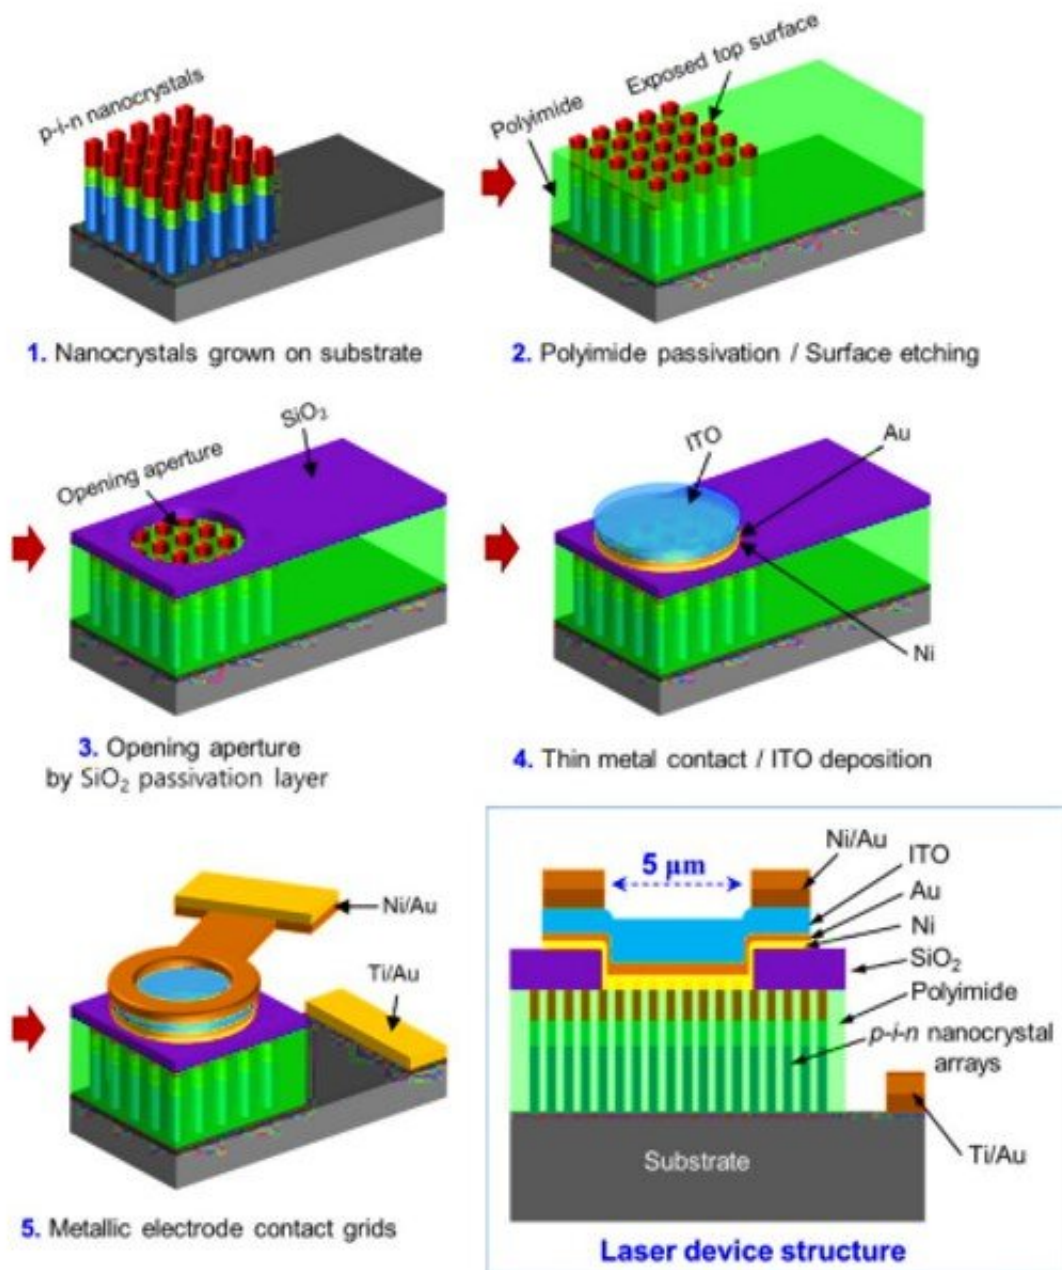 p-i-n nanocrystals
1. Nanocrystals grown on substrate
Polyimide
Exposed top surface
2. Polyimide passivation / Surface etching
SiO₂
Opening aperture
3. Opening aperture
by SiO₂ passivation layer
ITO
Au
Ni
4. Thin metal contact / ITO deposition
Ni/Au
Ti/Au
5. Metallic electrode contact grids
5 μm
Ni/Au
ITO
Au
Ni
SiO₂
Polyimide
p-i-n nanocrystal
arrays
Ti/Au
Substrate
Laser device structure